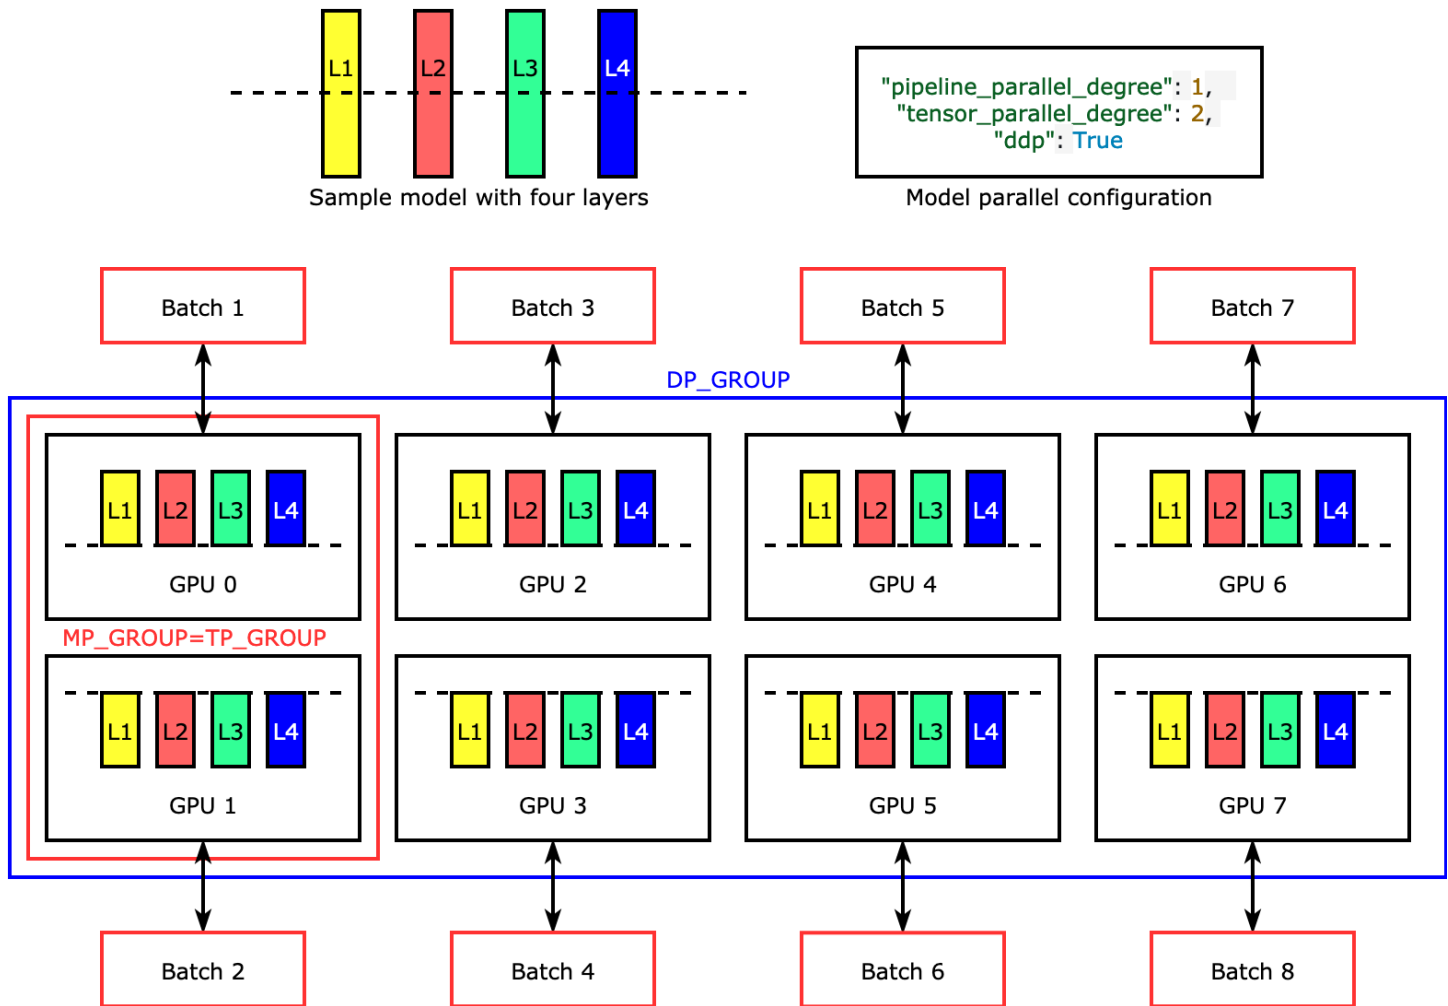 L1 L2 L3 L4
Sample model with four layers
"pipeline_parallel_degree": 1,
"tensor_parallel_degree": 2,
"ddp": True
Model parallel configuration
Batch 1 Batch 3 Batch 5 Batch 7
DP_GROUP
L1 L2 L3 L4 L1 L2 L3 L4 L1 L2 L3 L4 L1 L2 L3 L4
GPU 0 GPU 2 GPU 4 GPU 6
MP_GROUP=TP_GROUP
L1 L2 L3 L4 L1 L2 L3 L4 L1 L2 L3 L4 L1 L2 L3 L4
GPU 1 GPU 3 GPU 5 GPU 7
Batch 2 Batch 4 Batch 6 Batch 8